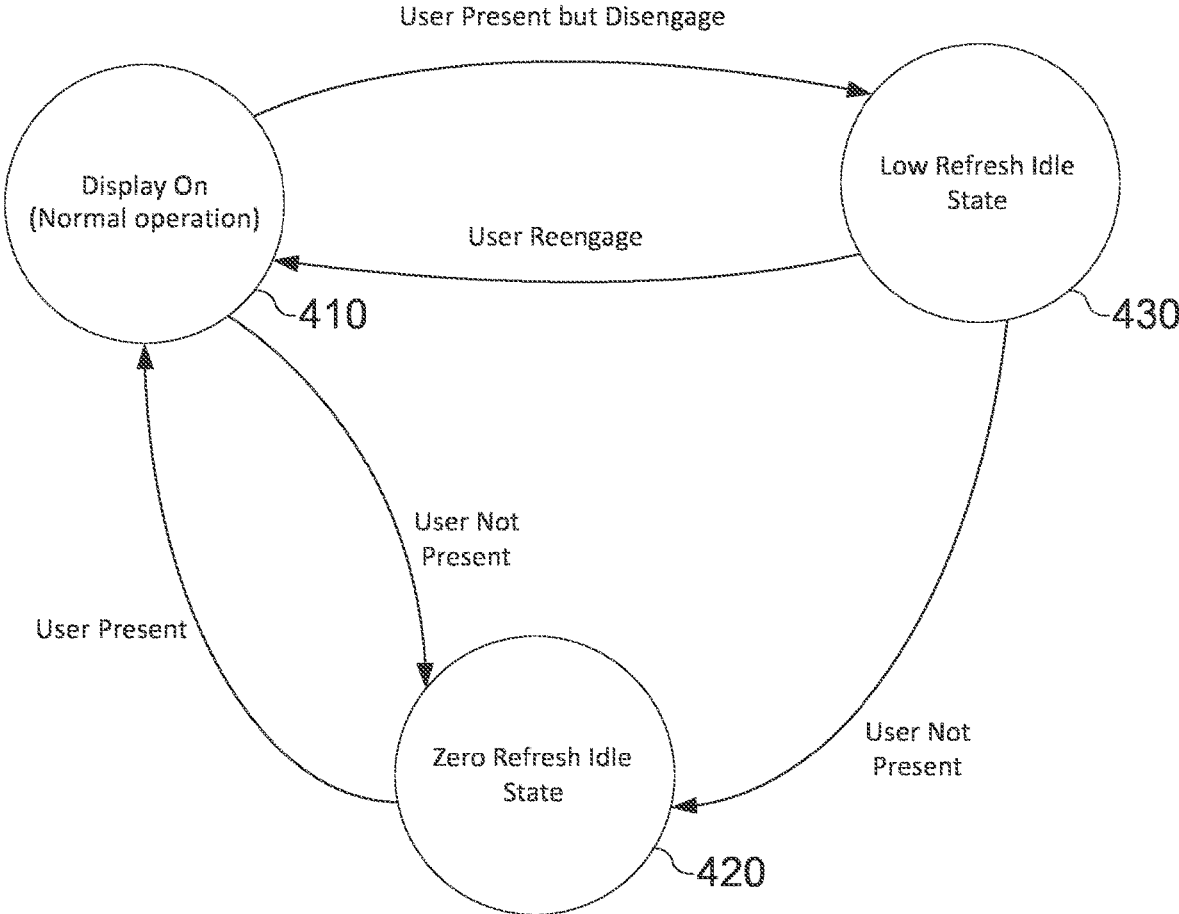 User Present but Disengage
Display On
(Normal operation)
Low Refresh Idle
State
User Reengage
410
430
User Not
Present
User Present
User Not
Present
Zero Refresh Idle
State
420